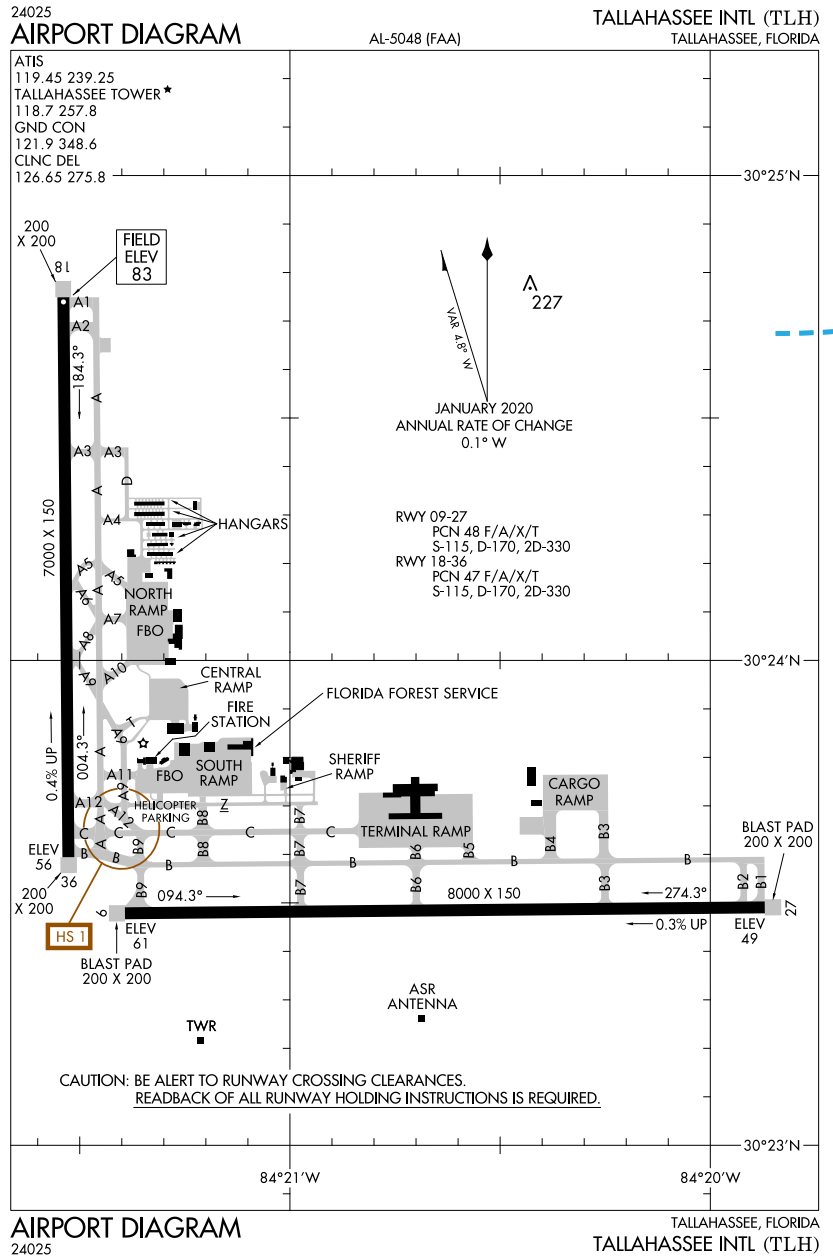 24025
AIRPORT DIAGRAM
AL-5048 (FAA)
TALLAHASSEE INTL (TLH)
TALLAHASSEE, FLORIDA
ATIS
119.45 239.25
TALLAHASSEE TOWER★
118.7 257.8
GND CON
121.9 348.6
CLNC DEL
126.65 275.8
30°25'N
200
X 200
18
FIELD
ELEV
83
227
VAR 4.8° W
JANUARY 2020
ANNUAL RATE OF CHANGE
0.1° W
A1
A2
184.3°
A
A3
A3
D
A
A4
HANGARS
7000 X 150
RWY 09-27
PCN 48 F/A/X/T
S-115, D-170, 2D-330
RWY 18-36
PCN 47 F/A/X/T
S-115, D-170, 2D-330
A5
A5
A6
A
NORTH
RAMP
FBO
A7
A8
30°24'N
A9
A10
CENTRAL
RAMP
FLORIDA FOREST SERVICE
FIRE
STATION
A9
T
0.4% UP
004.3°
A
A11
FBO
SOUTH
RAMP
SHERIFF
RAMP
CARGO
RAMP
A9
A12
A12
HELICOPTER
PARKING
Z
B8
B7
A
C
C
C
C
C
TERMINAL RAMP
BLAST PAD
200 X 200
ELEV
56
A
B
B
B9
B8
B7
B6
B5
B4
B3
B
B
B
B
36
200
X 200
B9
094.3°
B7
B6
8000 X 150
B3
274.3°
B2
B1
9
27
HS 1
ELEV
61
0.3% UP
ELEV
49
BLAST PAD
200 X 200
ASR
ANTENNA
TWR
CAUTION: BE ALERT TO RUNWAY CROSSING CLEARANCES.
READBACK OF ALL RUNWAY HOLDING INSTRUCTIONS IS REQUIRED.
30°23'N
84°21'W
84°20'W
AIRPORT DIAGRAM
24025
TALLAHASSEE, FLORIDA
TALLAHASSEE INTL (TLH)